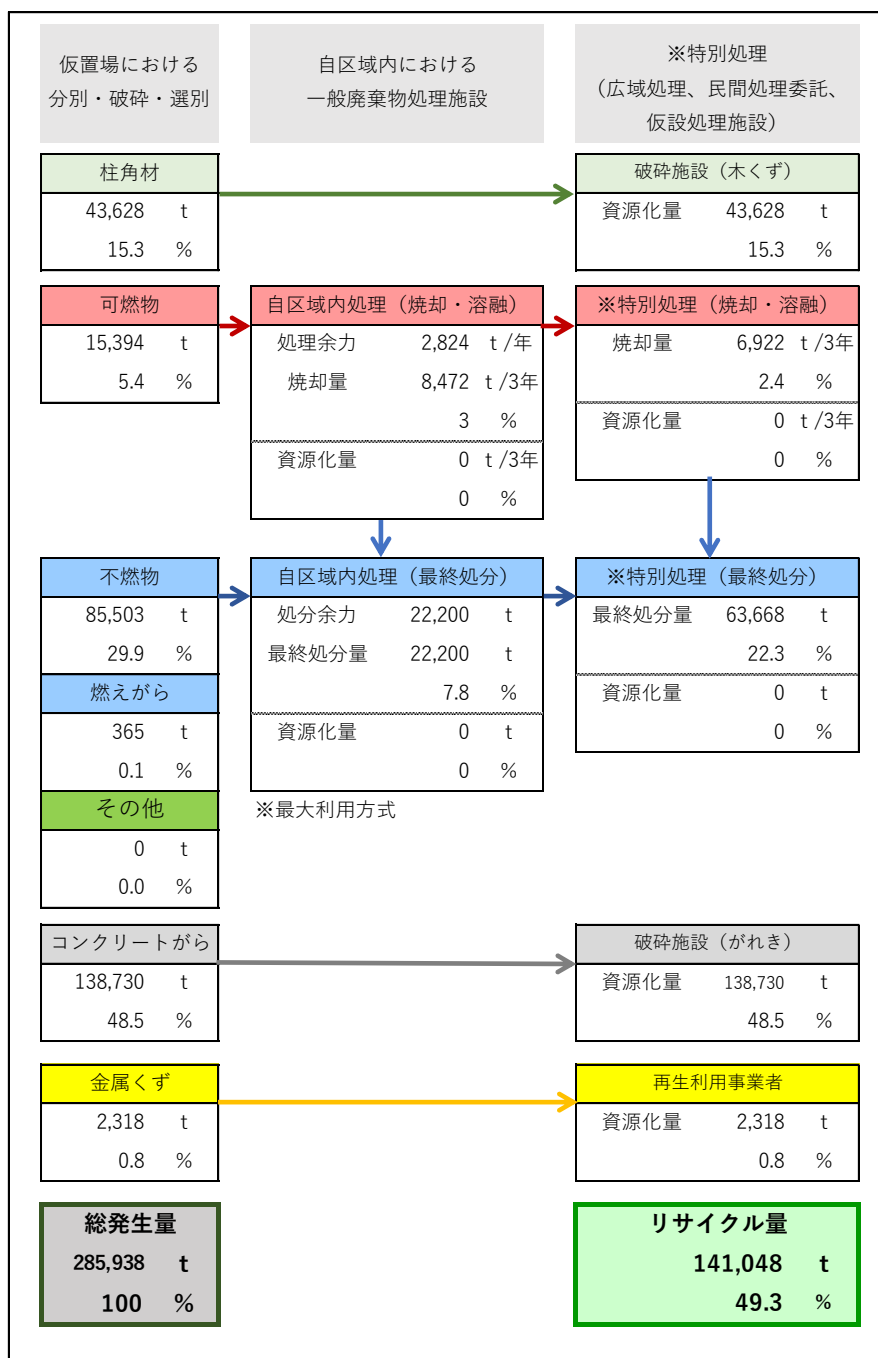 仮置場における
分別・破砕・選別
自区域内における
一般廃棄物処理施設
※特別処理
（広域処理、民間処理委託、
仮設処理施設）
柱角材
43,628 t
15.3 %
破砕施設（木くず）
資源化量 43,628 t
15.3 %
可燃物
15,394 t
5.4 %
自区域内処理（焼却・溶融）
処理余力 2,824 t/年
焼却量 8,472 t/3年
3 %
資源化量 0 t/3年
0 %
※特別処理（焼却・溶融）
焼却量 6,922 t/3年
2.4 %
資源化量 0 t/3年
0 %
不燃物
85,503 t
29.9 %
燃えがら
365 t
0.1 %
その他
0 t
0.0 %
自区域内処理（最終処分）
処分余力 22,200 t
最終処分量 22,200 t
7.8 %
資源化量 0 t
0 %
※最大利用方式
※特別処理（最終処分）
最終処分量 63,668 t
22.3 %
資源化量 0 t
0 %
コンクリートがら
138,730 t
48.5 %
破砕施設（がれき）
資源化量 138,730 t
48.5 %
金属くず
2,318 t
0.8 %
再生利用事業者
資源化量 2,318 t
0.8 %
総発生量
285,938 t
100 %
リサイクル量
141,048 t
49.3 %